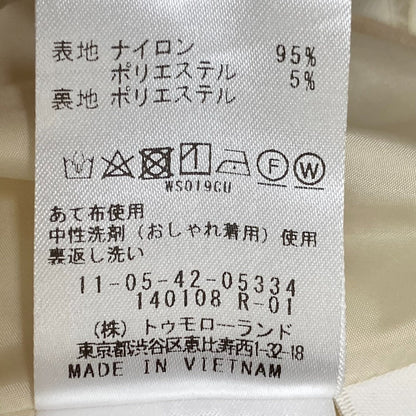 表地 ナイロン 95%
ポリエステル 5%
裏地 ポリエステル
F W
WS019GU
あて布使用
中性洗剤（おしゃれ着用）使用
裏返し洗い
11-05-42-05334
140108 R-01
（株）トゥモローランド
東京都渋谷区恵比寿西1-32-18
MADE IN VIETNAM